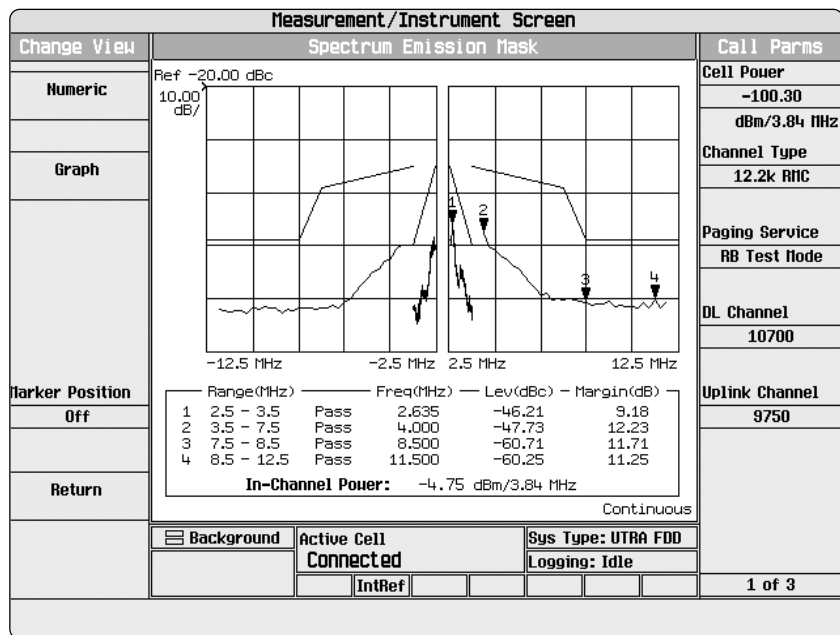 Measurement/Instrument Screen
Change View
Spectrum Emission Mask
Call Parms
Numeric
Graph
Marker Position
Off
Return
Ref -20.00 dBc
10.00
dB/
1
2
3
4
-12.5 MHz
-2.5 MHz
2.5 MHz
12.5 MHz
Range(MHz) Freq(MHz) Lev(dBc) Margin(dB)
1 2.5 - 3.5 Pass 2.635 -46.21 9.18
2 3.5 - 7.5 Pass 4.000 -47.73 12.23
3 7.5 - 8.5 Pass 8.500 -60.71 11.71
4 8.5 - 12.5 Pass 11.500 -60.25 11.25
In-Channel Power: -4.75 dBm/3.84 MHz
Continuous
Cell Power
-100.30
dBm/3.84 MHz
Channel Type
12.2k RMC
Paging Service
RB Test Mode
DL Channel
10700
Uplink Channel
9750
1 of 3
Background
Active Cell
Connected
Sys Type: UTRA FDD
Logging: Idle
IntRef